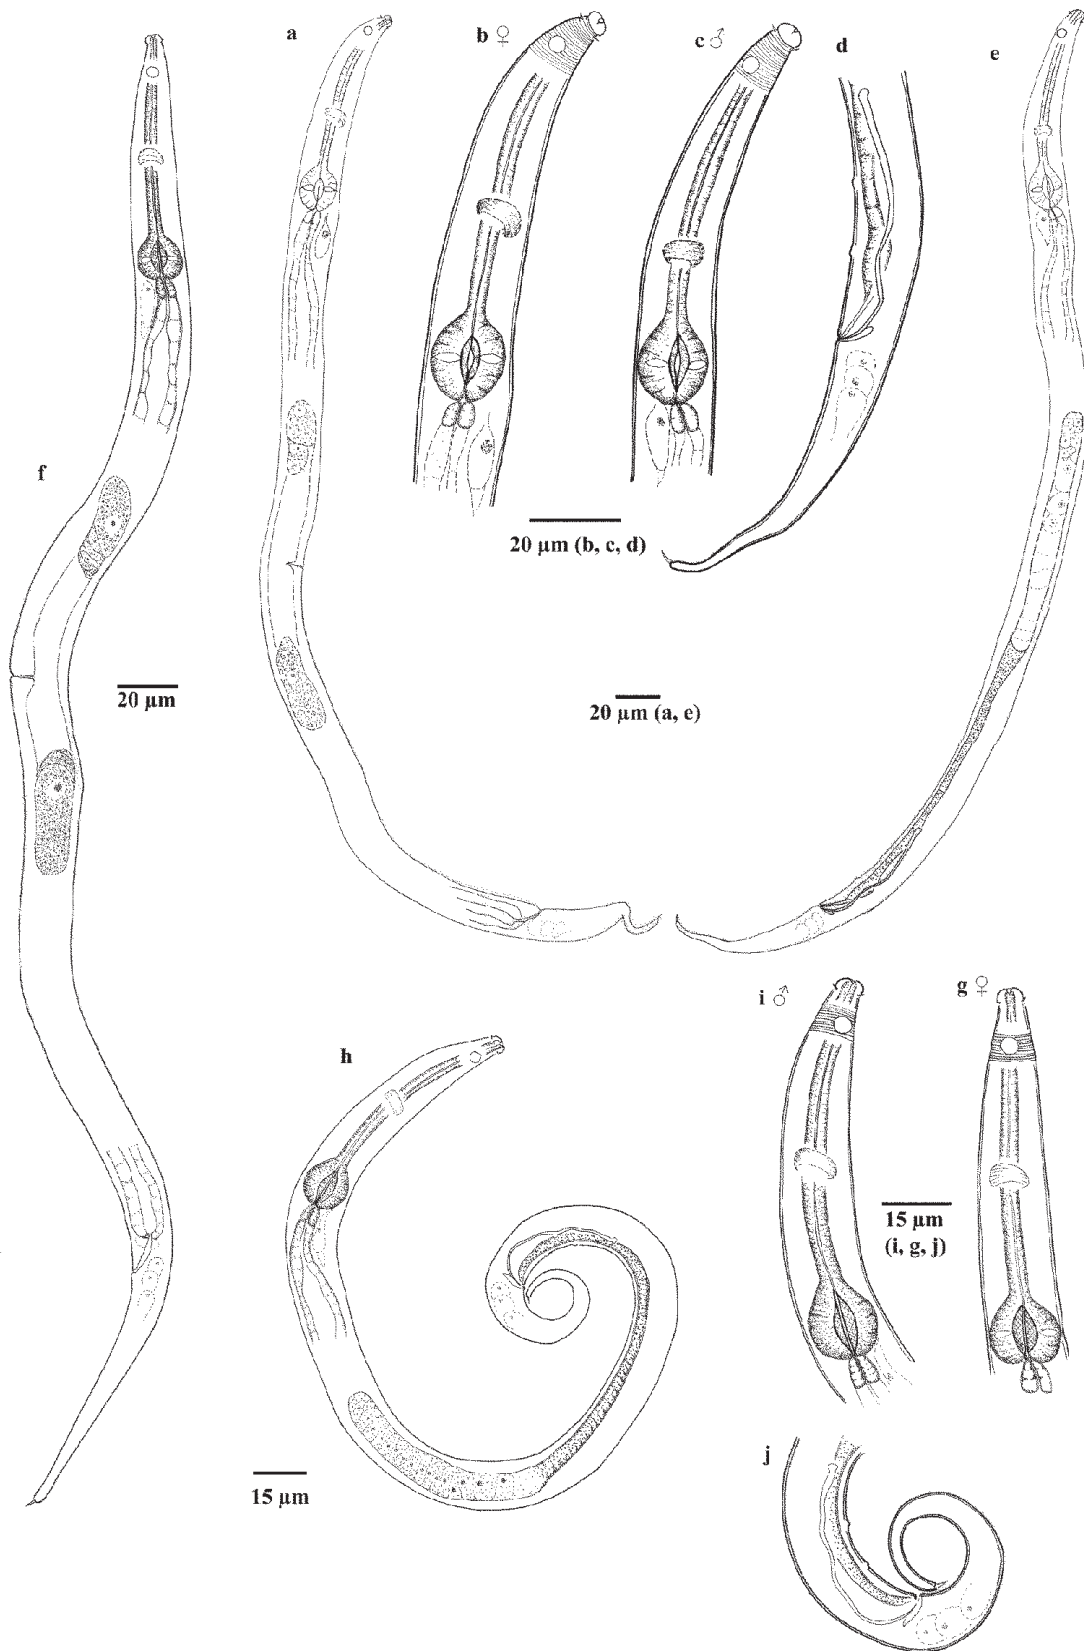 a
b ♀
c ♂
d
e
f
20 µm (b, c, d)
20 µm
20 µm (a, e)
i ♂
g ♀
h
15 µm
(i, g, j)
j
15 µm